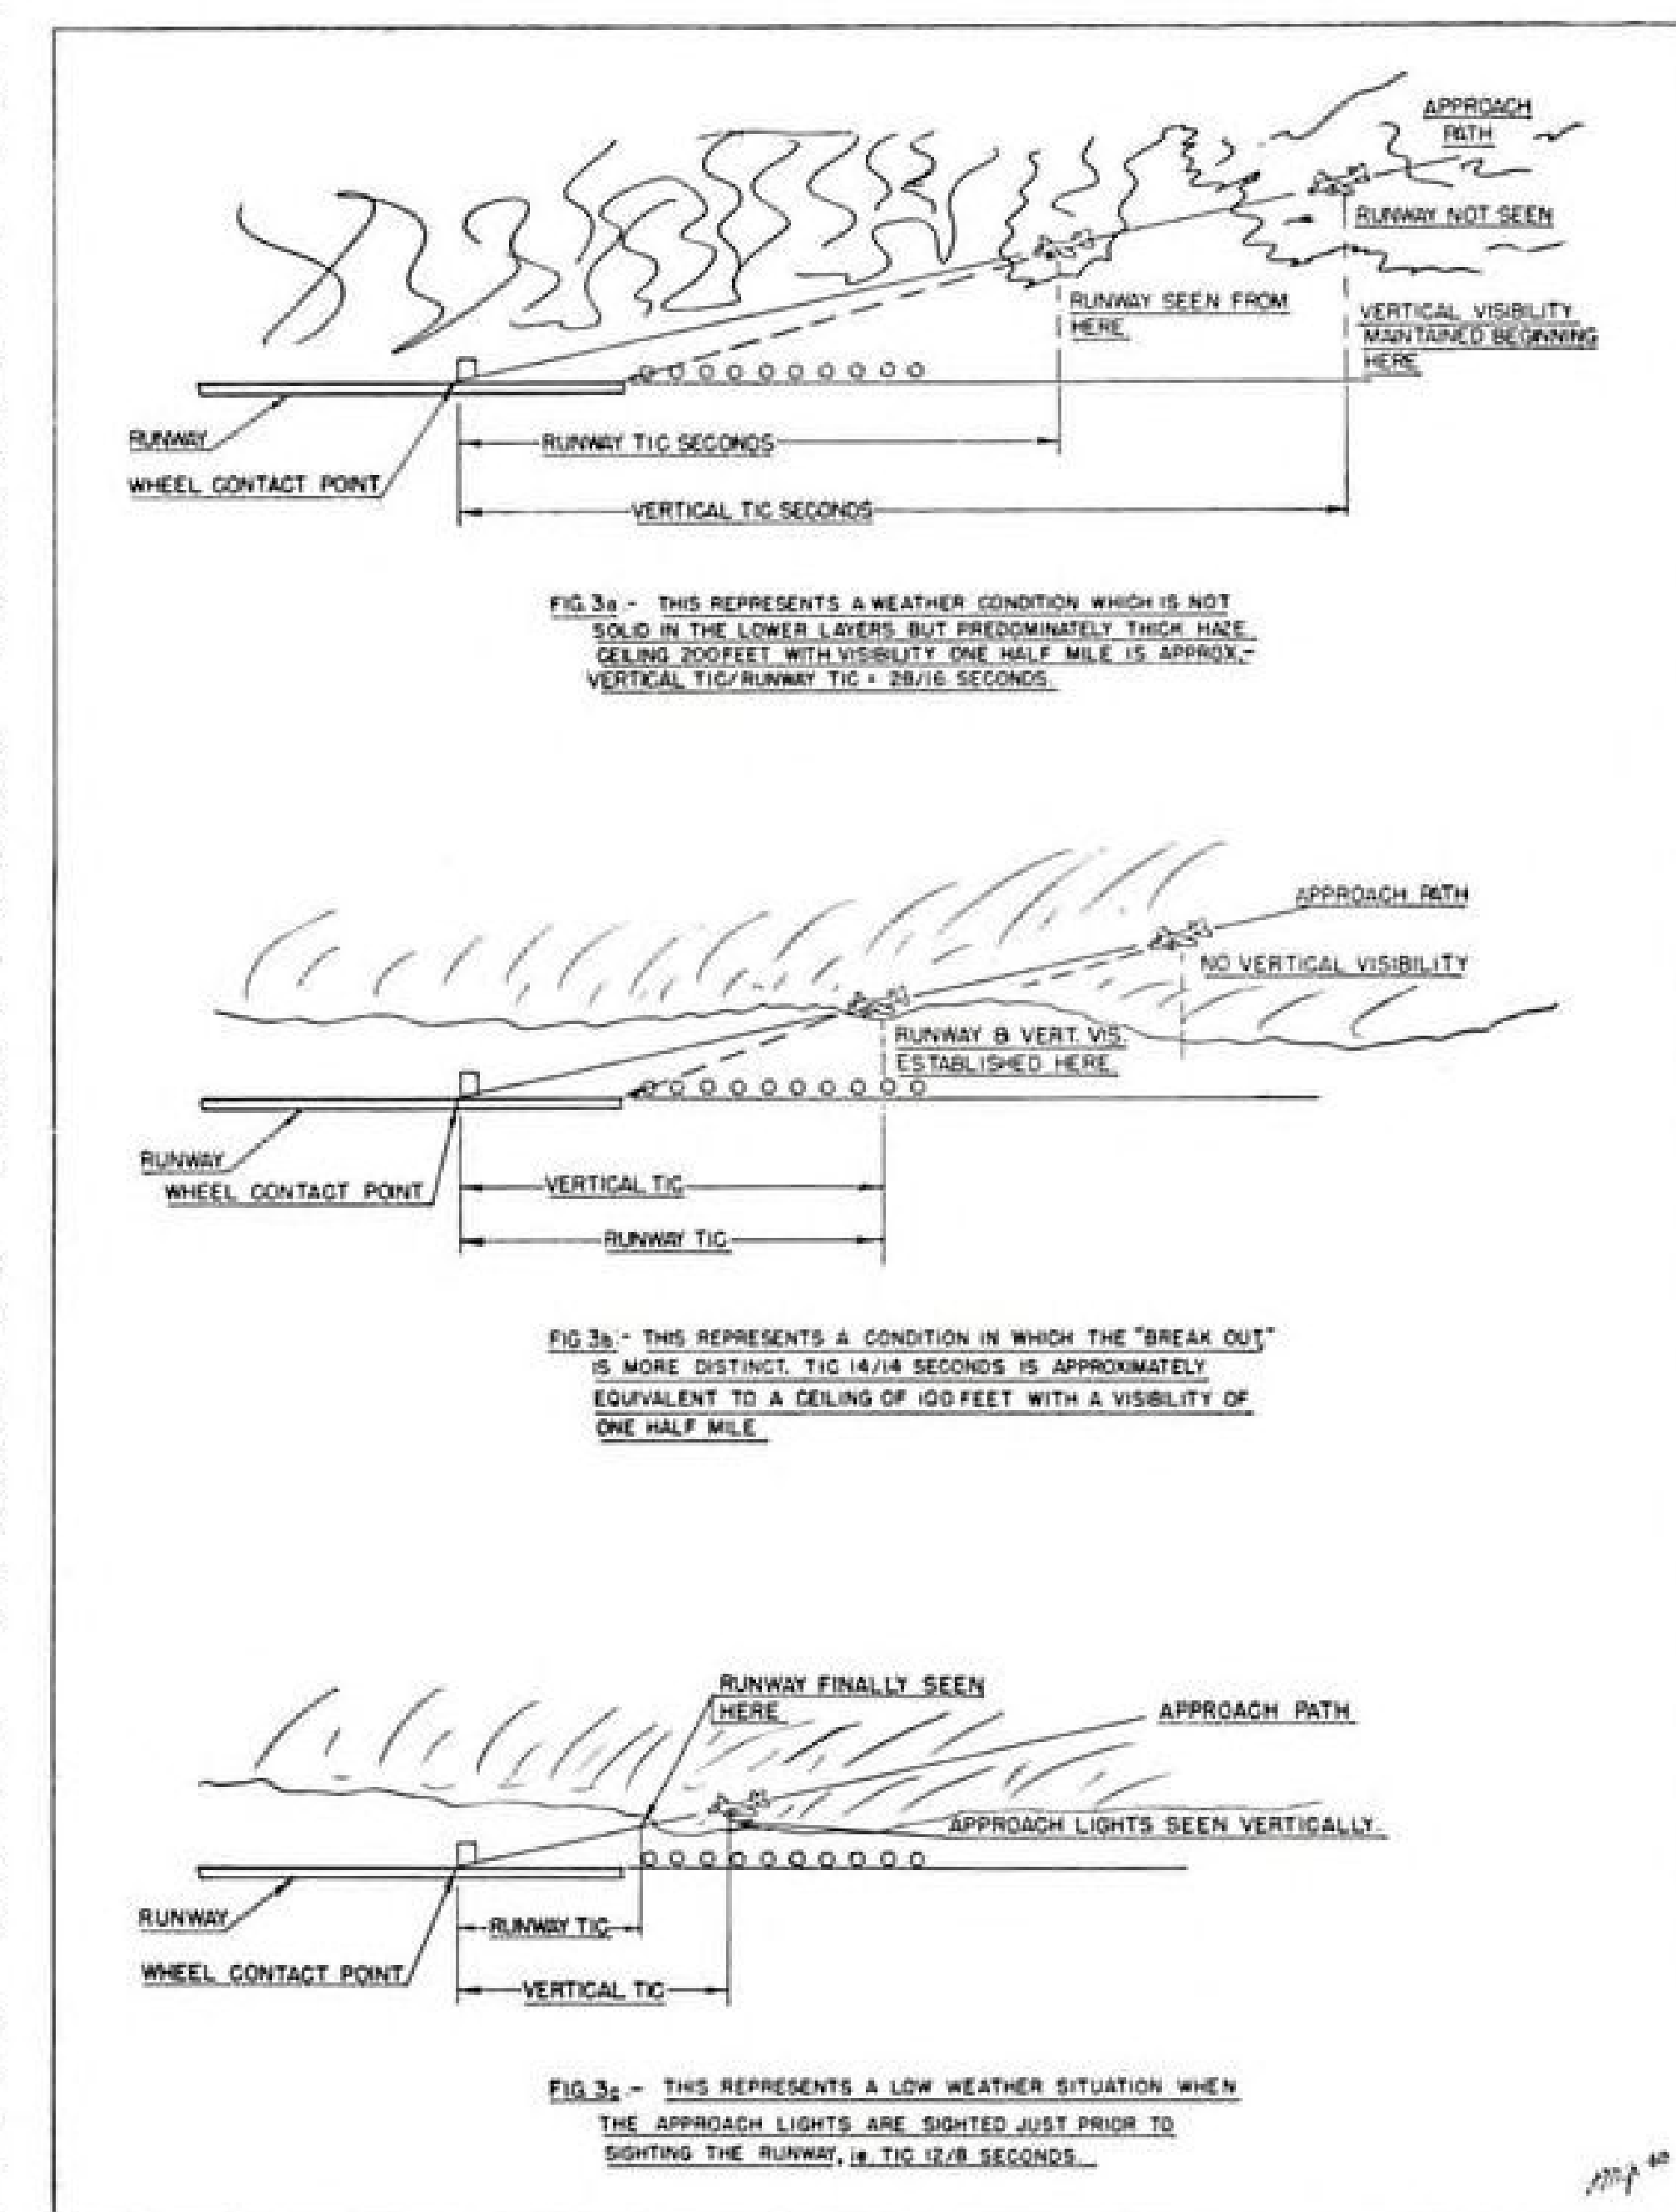 APPROACH
PATH
RUNWAY NOT SEEN
RUNWAY SEEN FROM
HERE.
VERTICAL VISIBILITY
MAINTAINED BEGINNING
HERE.
RUNWAY
RUNWAY TIC SECONDS
WHEEL CONTACT POINT
VERTICAL TIC SECONDS
FIG. 3a.- THIS REPRESENTS A WEATHER CONDITION WHICH IS NOT
SOLID IN THE LOWER LAYERS BUT PREDOMINATELY THICK HAZE.
CEILING 200 FEET WITH VISIBILITY ONE HALF MILE IS APPROX.-
VERTICAL TIC/RUNWAY TIC = 28/16 SECONDS.
APPROACH PATH
NO VERTICAL VISIBILITY
RUNWAY & VERT. VIS.
ESTABLISHED HERE.
RUNWAY
WHEEL CONTACT POINT
VERTICAL TIC
RUNWAY TIC
FIG 3b.- THIS REPRESENTS A CONDITION IN WHICH THE "BREAK OUT"
IS MORE DISTINCT. TIC 14/14 SECONDS IS APPROXIMATELY
EQUIVALENT TO A CEILING OF 100 FEET WITH A VISIBILITY OF
ONE HALF MILE
RUNWAY FINALLY SEEN
HERE
APPROACH PATH
APPROACH LIGHTS SEEN VERTICALLY.
RUNWAY
RUNWAY TIC
WHEEL CONTACT POINT
VERTICAL TIC
FIG. 3c.- THIS REPRESENTS A LOW WEATHER SITUATION WHEN
THE APPROACH LIGHTS ARE SIGHTED JUST PRIOR TO
SIGHTING THE RUNWAY, ie. TIC 12/8 SECONDS.